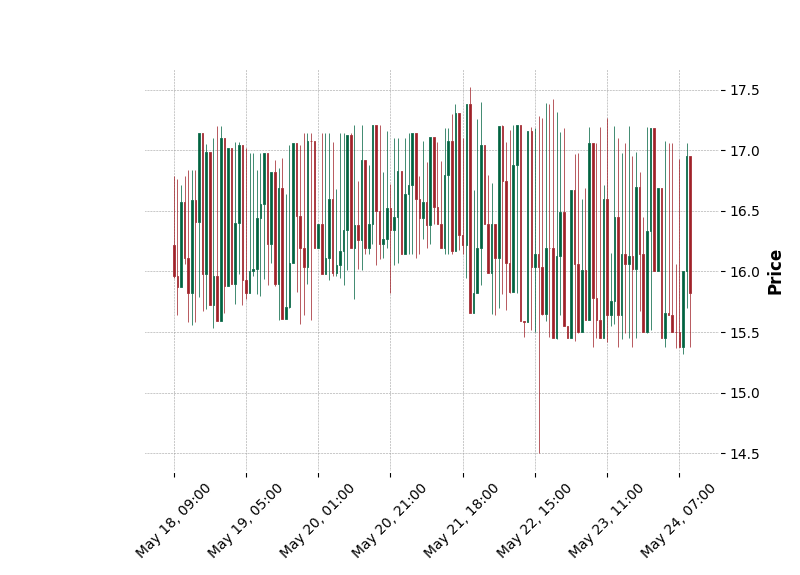 17.5
17.0
16.5
16.0
15.5
15.0
14.5
Price
May 18, 09:00
May 19, 05:00
May 20, 01:00
May 20, 21:00
May 21, 18:00
May 22, 15:00
May 23, 11:00
May 24, 07:00